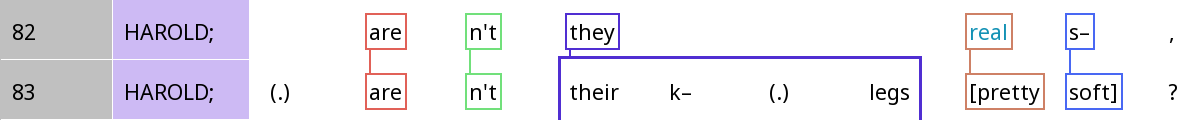 82 HAROLD; are n't they real s– ,
83 HAROLD; (.) are n't their k– (.) legs [pretty soft] ?